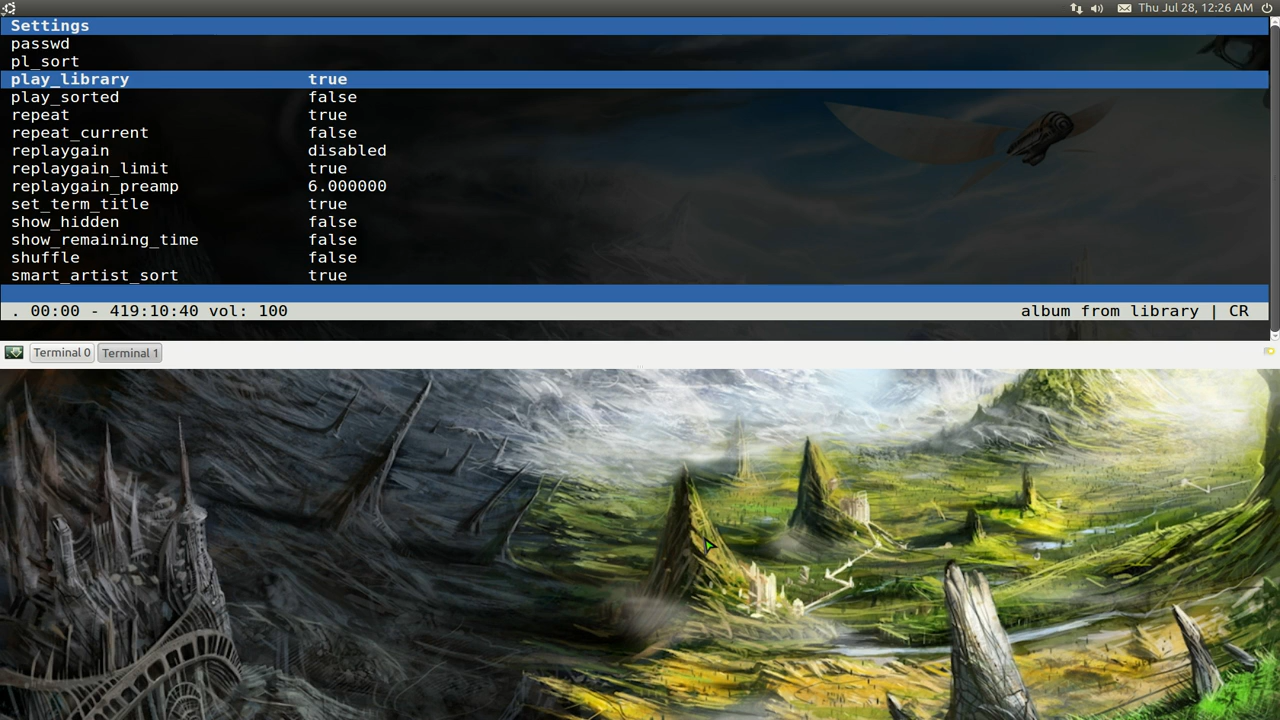 Thu Jul 28, 12:26 AM
Settings
passwd
pl_sort
play_library true
play_sorted false
repeat true
repeat_current false
replaygain disabled
replaygain_limit true
replaygain_preamp 6.000000
set_term_title true
show_hidden false
show_remaining_time false
shuffle false
smart_artist_sort true
. 00:00 - 419:10:40 vol: 100 album from library | CR
Terminal 0 Terminal 1